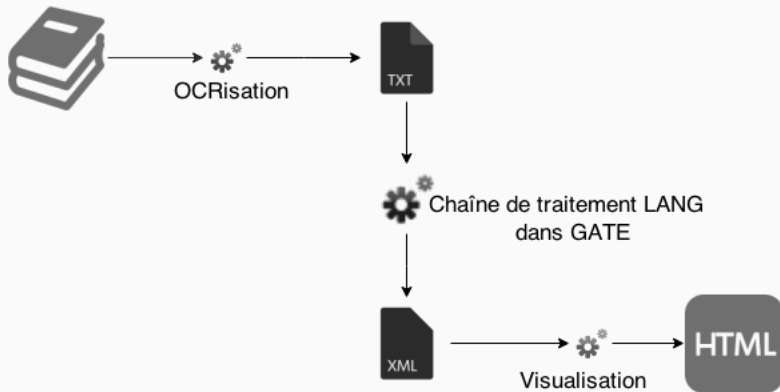 OCRisation
TXT
Chaîne de traitement LANG
dans GATE
XML
Visualisation
HTML